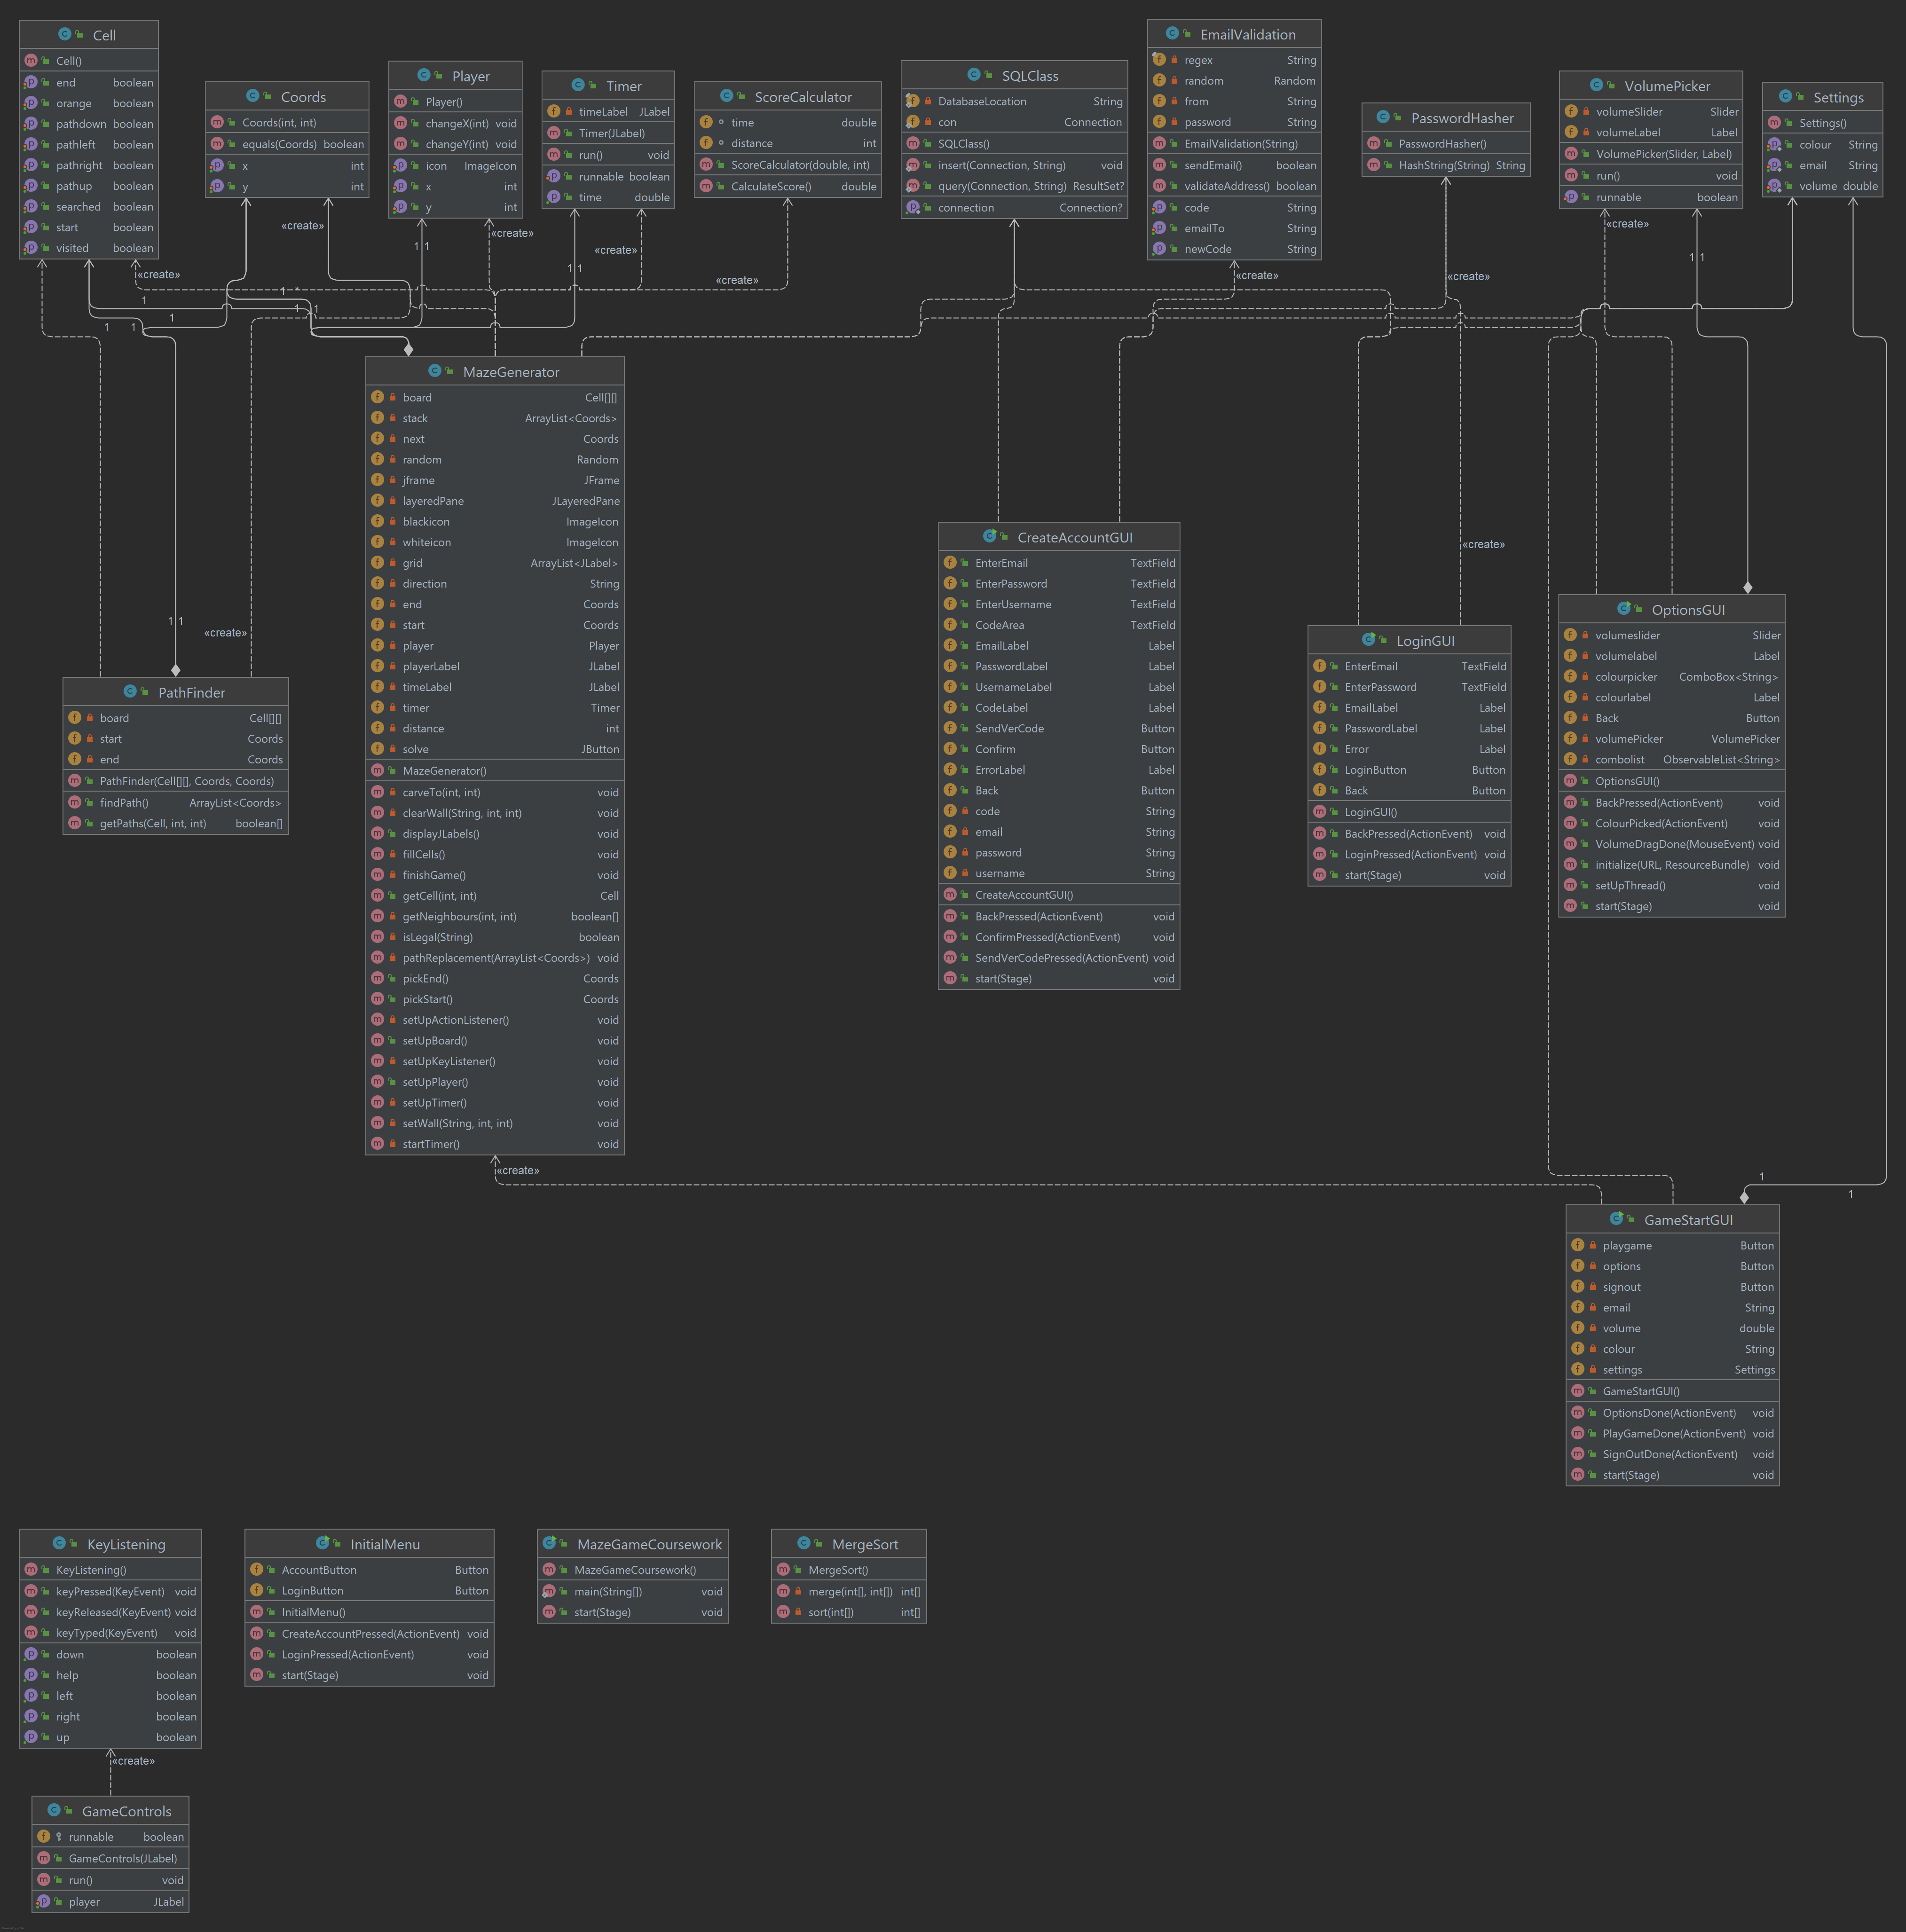 Cell
Cell()
end boolean
orange boolean
pathdown boolean
pathleft boolean
pathright boolean
pathup boolean
searched boolean
start boolean
visited boolean
Coords
Coords(int, int)
equals(Coords) boolean
x int
y int
Player
Player()
changeX(int) void
changeY(int) void
icon ImageIcon
x int
y int
Timer
timeLabel JLabel
Timer(JLabel)
run() void
runnable boolean
time double
ScoreCalculator
time double
distance int
ScoreCalculator(double, int)
CalculateScore() double
SQLClass
DatabaseLocation String
con Connection
SQLClass()
insert(Connection, String) void
query(Connection, String) ResultSet?
connection Connection?
EmailValidation
regex String
random Random
from String
password String
EmailValidation(String)
sendEmail() boolean
validateAddress() boolean
code String
emailTo String
newCode String
PasswordHasher
PasswordHasher()
HashString(String) String
VolumePicker
volumeSlider Slider
volumeLabel Label
VolumePicker(Slider, Label)
run() void
runnable boolean
Settings
Settings()
colour String
email String
volume double
«create»
«create»
«create»
«create»
«create»
«create»
«create»
«create»
1 1
1 1
1 1
1 *
1
1
1
1
1
1
MazeGenerator
board Cell[][]
stack ArrayList<Coords>
next Coords
random Random
jframe JFrame
layeredPane JLayeredPane
blackicon ImageIcon
whiteicon ImageIcon
grid ArrayList<JLabel>
direction String
end Coords
start Coords
player Player
playerLabel JLabel
timeLabel JLabel
timer Timer
distance int
solve JButton
MazeGenerator()
carveTo(int, int) void
clearWall(String, int, int) void
displayJLabels() void
fillCells() void
finishGame() void
getCell(int, int) Cell
getNeighbours(int, int) boolean[]
isLegal(String) boolean
pathReplacement(ArrayList<Coords>) void
pickEnd() Coords
pickStart() Coords
setUpActionListener() void
setUpBoard() void
setUpKeyListener() void
setUpPlayer() void
setUpTimer() void
setWall(String, int, int) void
startTimer() void
«create»
1 1
«create»
PathFinder
board Cell[][]
start Coords
end Coords
PathFinder(Cell[][], Coords, Coords)
findPath() ArrayList<Coords>
getPaths(Cell, int, int) boolean[]
CreateAccountGUI
EnterEmail TextField
EnterPassword TextField
EnterUsername TextField
CodeArea TextField
EmailLabel Label
PasswordLabel Label
UsernameLabel Label
CodeLabel Label
SendVerCode Button
Confirm Button
ErrorLabel Label
Back Button
code String
email String
password String
username String
CreateAccountGUI()
BackPressed(ActionEvent) void
ConfirmPressed(ActionEvent) void
SendVerCodePressed(ActionEvent) void
start(Stage) void
«create»
LoginGUI
EnterEmail TextField
EnterPassword TextField
EmailLabel Label
PasswordLabel Label
Error Label
LoginButton Button
Back Button
LoginGUI()
BackPressed(ActionEvent) void
LoginPressed(ActionEvent) void
start(Stage) void
OptionsGUI
volumeslider Slider
volumelabel Label
colourpicker ComboBox<String>
colourlabel Label
Back Button
volumePicker VolumePicker
combolist ObservableList<String>
OptionsGUI()
BackPressed(ActionEvent) void
ColourPicked(ActionEvent) void
VolumeDragDone(MouseEvent) void
initialize(URL, ResourceBundle) void
setUpThread() void
start(Stage) void
1
1
GameStartGUI
playgame Button
options Button
signout Button
email String
volume double
colour String
settings Settings
GameStartGUI()
OptionsDone(ActionEvent) void
PlayGameDone(ActionEvent) void
SignOutDone(ActionEvent) void
start(Stage) void
KeyListening
KeyListening()
keyPressed(KeyEvent) void
keyReleased(KeyEvent) void
keyTyped(KeyEvent) void
down boolean
help boolean
left boolean
right boolean
up boolean
InitialMenu
AccountButton Button
LoginButton Button
InitialMenu()
CreateAccountPressed(ActionEvent) void
LoginPressed(ActionEvent) void
start(Stage) void
MazeGameCoursework
MazeGameCoursework()
main(String[]) void
start(Stage) void
MergeSort
MergeSort()
merge(int[], int[]) int[]
sort(int[]) int[]
«create»
GameControls
runnable boolean
GameControls(JLabel)
run() void
player JLabel